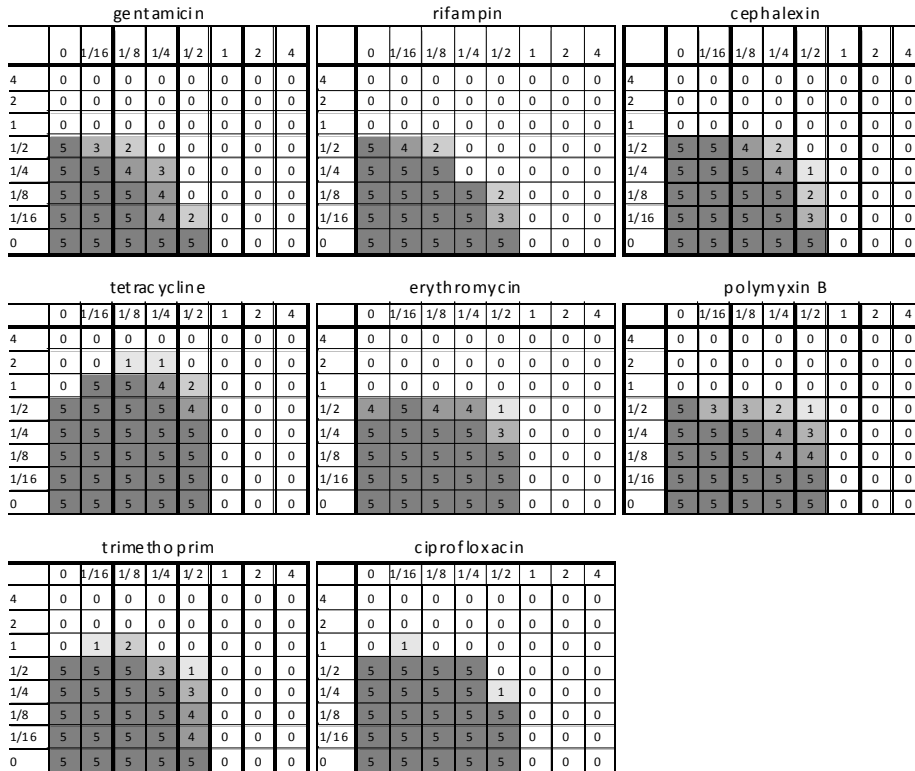 gentamicin rifampin cephalexin
0 1/16 1/8 1/4 1/2 1 2 4 0 1/16 1/8 1/4 1/2 1 2 4 0 1/16 1/8 1/4 1/2 1 2 4
4 0 0 0 0 0 0 0 0 4 0 0 0 0 0 0 0 0 4 0 0 0 0 0 0 0 0
2 0 0 0 0 0 0 0 0 2 0 0 0 0 0 0 0 0 2 0 0 0 0 0 0 0 0
1 0 0 0 0 0 0 0 0 1 0 0 0 0 0 0 0 0 1 0 0 0 0 0 0 0 0
1/2 5 3 2 0 0 0 0 0 1/2 5 4 2 0 0 0 0 0 1/2 5 5 4 2 0 0 0 0
1/4 5 5 4 3 0 0 0 0 1/4 5 5 5 0 0 0 0 0 1/4 5 5 5 4 1 0 0 0
1/8 5 5 5 4 0 0 0 0 1/8 5 5 5 5 2 0 0 0 1/8 5 5 5 5 2 0 0 0
1/16 5 5 5 4 2 0 0 0 1/16 5 5 5 5 3 0 0 0 1/16 5 5 5 5 3 0 0 0
0 5 5 5 5 5 0 0 0 0 5 5 5 5 5 0 0 0 0 5 5 5 5 5 0 0 0
tetracycline erythromycin polymyxin B
0 1/16 1/8 1/4 1/2 1 2 4 0 1/16 1/8 1/4 1/2 1 2 4 0 1/16 1/8 1/4 1/2 1 2 4
4 0 0 0 0 0 0 0 0 4 0 0 0 0 0 0 0 0 4 0 0 0 0 0 0 0 0
2 0 0 1 1 0 0 0 0 2 0 0 0 0 0 0 0 0 2 0 0 0 0 0 0 0 0
1 0 5 5 4 2 0 0 0 1 0 0 0 0 0 0 0 0 1 0 0 0 0 0 0 0 0
1/2 5 5 5 5 4 0 0 0 1/2 4 5 4 4 1 0 0 0 1/2 5 3 3 2 1 0 0 0
1/4 5 5 5 5 5 0 0 0 1/4 5 5 5 5 3 0 0 0 1/4 5 5 5 4 3 0 0 0
1/8 5 5 5 5 5 0 0 0 1/8 5 5 5 5 5 0 0 0 1/8 5 5 5 4 4 0 0 0
1/16 5 5 5 5 5 0 0 0 1/16 5 5 5 5 5 0 0 0 1/16 5 5 5 5 5 0 0 0
0 5 5 5 5 5 0 0 0 0 5 5 5 5 5 0 0 0 0 5 5 5 5 5 0 0 0
trimethoprim ciprofloxacin
0 1/16 1/8 1/4 1/2 1 2 4 0 1/16 1/8 1/4 1/2 1 2 4
4 0 0 0 0 0 0 0 0 4 0 0 0 0 0 0 0 0
2 0 0 0 0 0 0 0 0 2 0 0 0 0 0 0 0 0
1 0 1 2 0 0 0 0 0 1 0 1 0 0 0 0 0 0
1/2 5 5 5 3 1 0 0 0 1/2 5 5 5 5 0 0 0 0
1/4 5 5 5 5 3 0 0 0 1/4 5 5 5 5 1 0 0 0
1/8 5 5 5 5 4 0 0 0 1/8 5 5 5 5 5 0 0 0
1/16 5 5 5 5 4 0 0 0 1/16 5 5 5 5 5 0 0 0
0 5 5 5 5 5 0 0 0 0 5 5 5 5 5 0 0 0